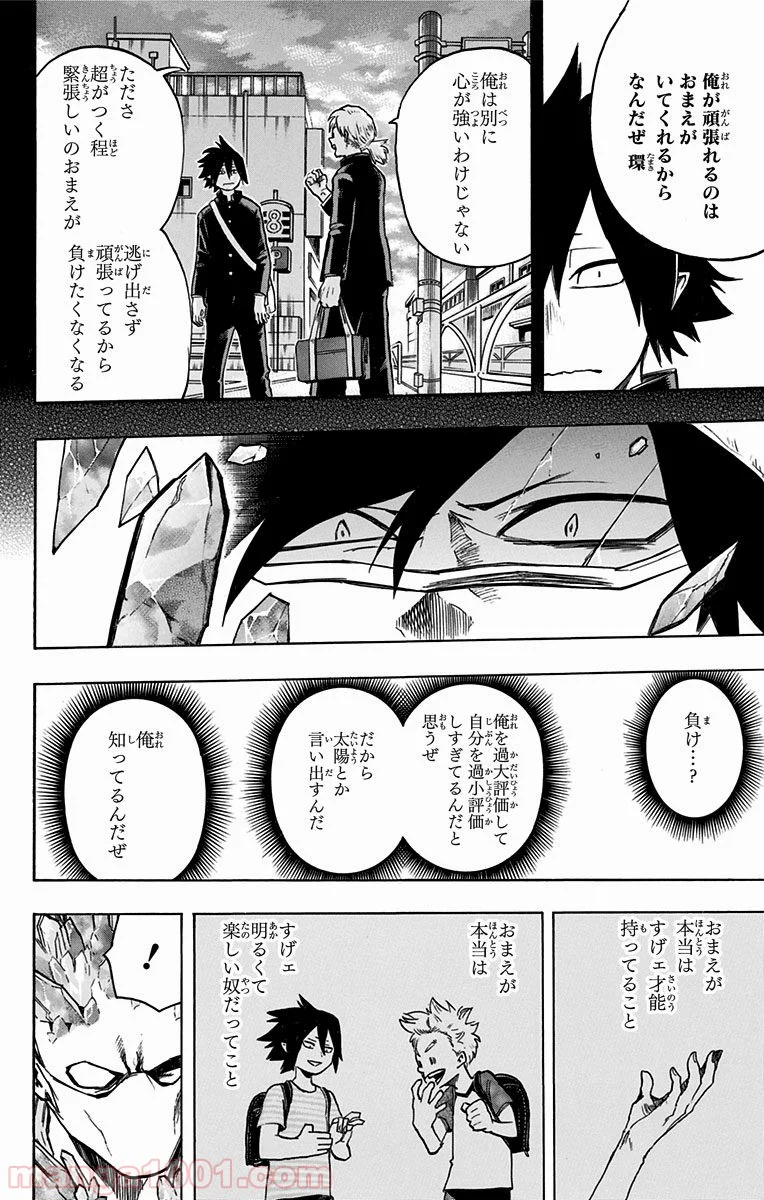 俺が頑張れるのは
おまえが
いてくれるから
なんだぜ 環
俺は別に
心が強いわけじゃない
たださ
超がつく程
緊張しいのおまえが
逃げ出さず
頑張ってるから
負けたくなくなる
負け…？
俺を過大評価して
自分を過小評価
しすぎてるんだと
思うぜ
だから
太陽とか
言い出すんだ
俺
知ってるんだぜ
おまえが
本当は
すげェ才能
持ってること
おまえが
本当は
すげェ
明るくて
楽しい奴だってこと
！
manga1001.com